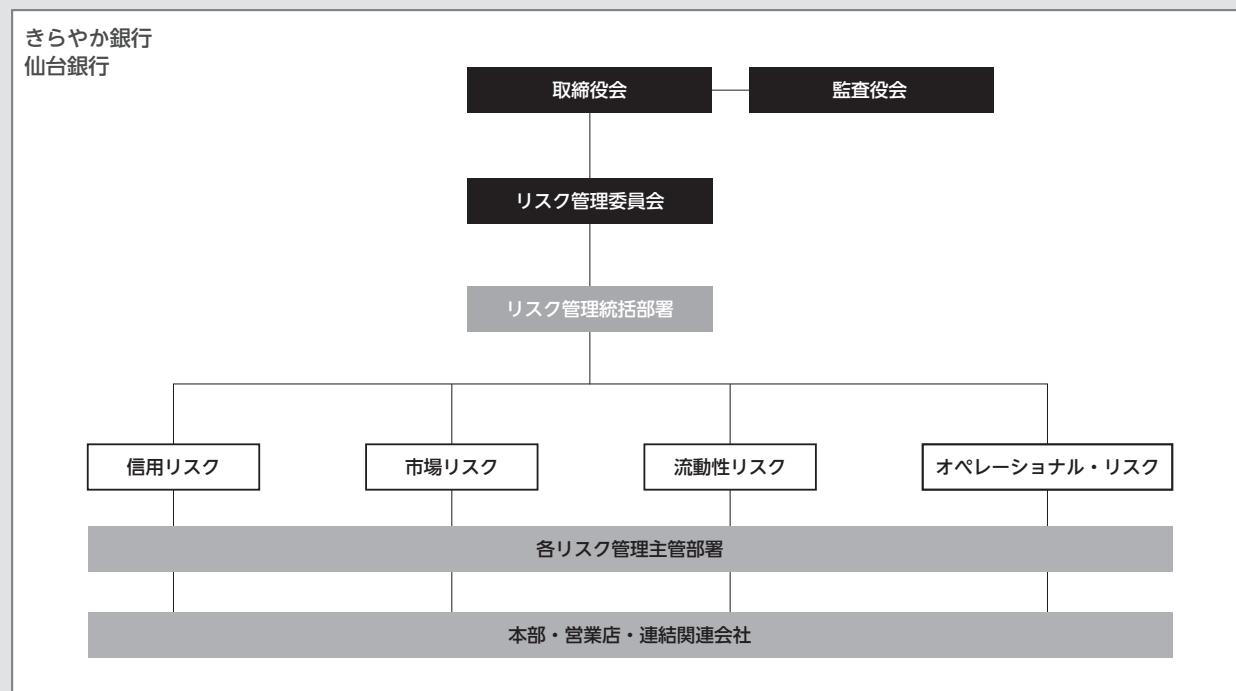 きらやか銀行
仙台銀行
取締役会
監査役会
リスク管理委員会
リスク管理統括部署
信用リスク
市場リスク
流動性リスク
オペレーショナル・リスク
各リスク管理主管部署
本部・営業店・連結関連会社